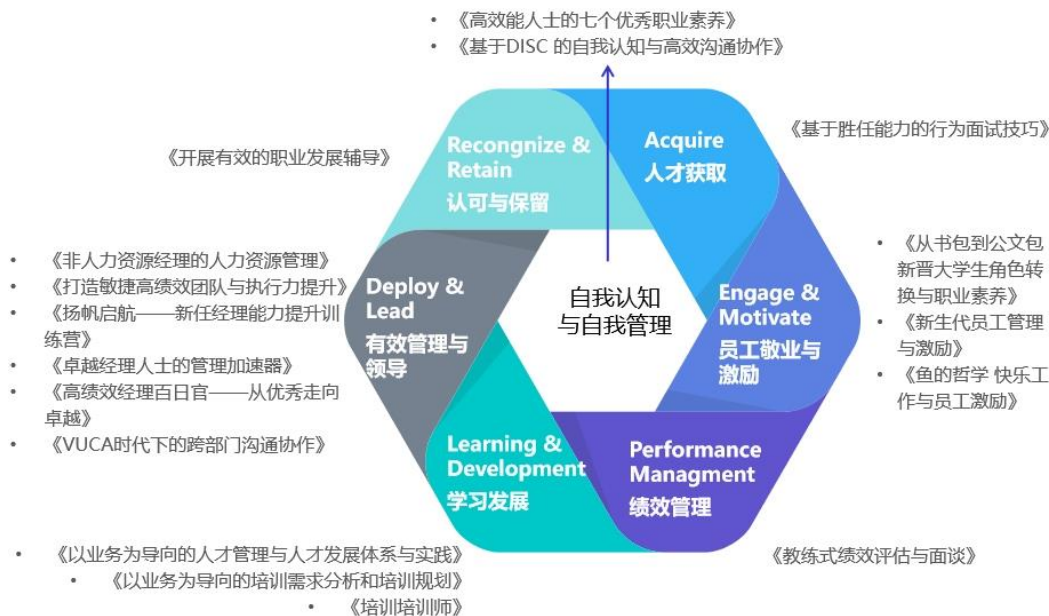 • 《高效能人士的七个优秀职业素养》
• 《基于DISC 的自我认知与高效沟通协作》
Recongnize &
Retain
认可与保留
Acquire
人才获取
《基于胜任能力的行为面试技巧》
《开展有效的职业发展辅导》
• 《非人力资源经理的人力资源管理》
• 《打造敏捷高绩效团队与执行力提升》
• 《扬帆启航——新任经理能力提升训
练营》
• 《卓越经理人士的管理加速器》
• 《高绩效经理百日官——从优秀走向
卓越》
• 《VUCA时代下的跨部门沟通协作》
Deploy &
Lead
有效管理与
领导
自我认知
与自我管理
Engage &
Motivate
员工敬业与
激励
• 《从书包到公文包
新晋大学生角色转
换与职业素养》
• 《新生代员工管理
与激励》
• 《鱼的哲学 快乐工
作与员工激励》
Learning &
Development
学习发展
Performance
Managment
绩效管理
• 《以业务为导向的人才管理与人才发展体系与实践》
• 《以业务为导向的培训需求分析和培训规划》
• 《培训培训师》
《教练式绩效评估与面谈》